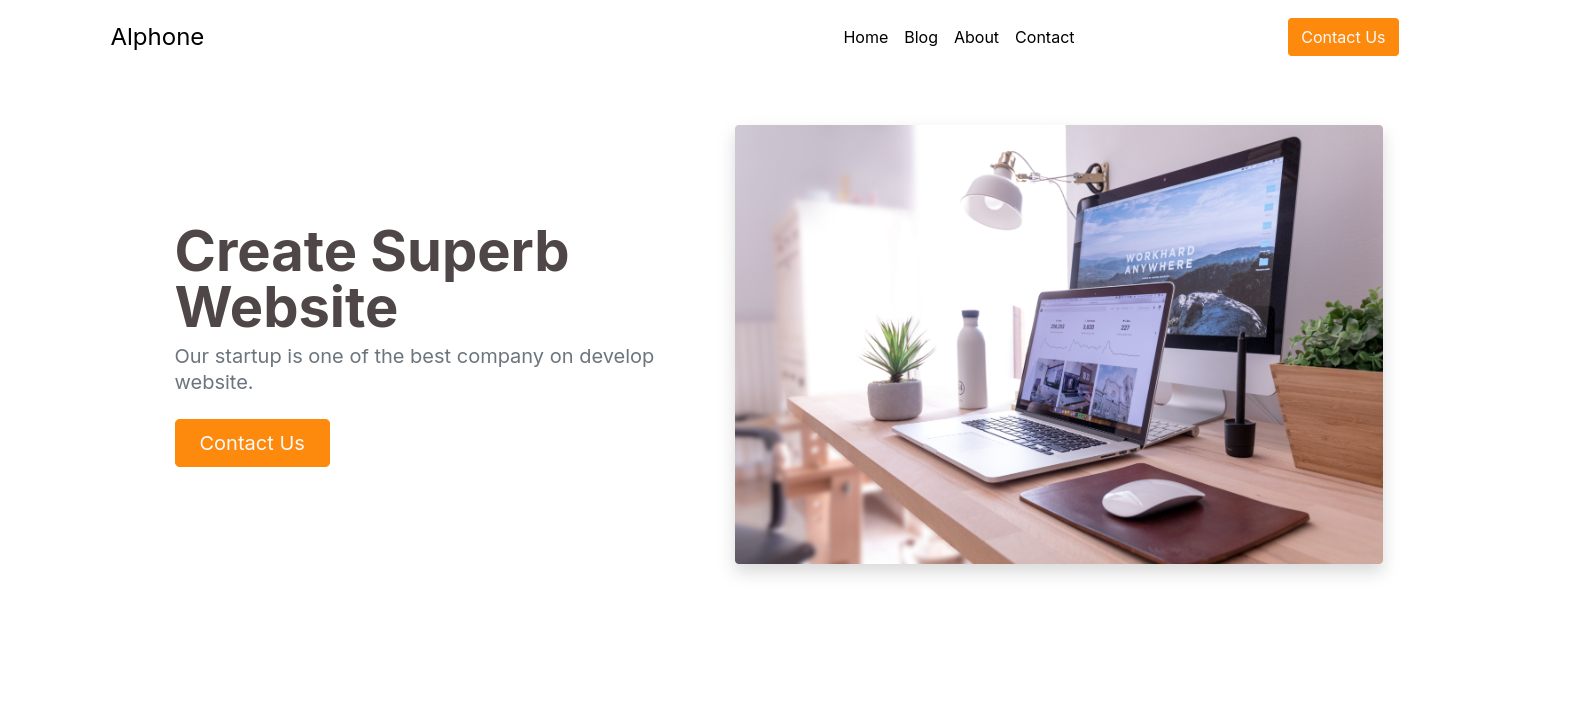 Alphone
Home Blog About Contact
Contact Us
Create Superb
Website
Our startup is one of the best company on develop
website.
Contact Us
WORKHARD
ANYWHERE